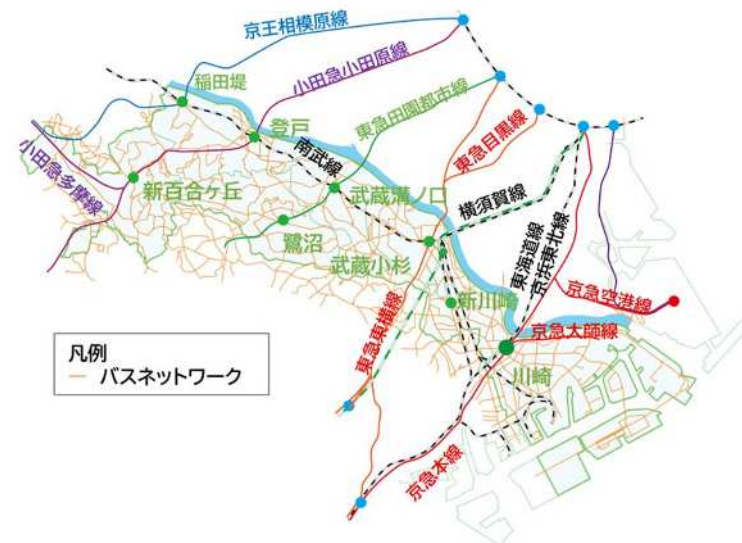 京王相模原線
小田急小田原線
稲田堤
東急田園都市線
登戸
東急目黒線
南武線
小田急多摩線
新百合ケ丘
武蔵溝ノ口
横須賀線
鷺沼
武蔵小杉
東海道線
京浜東北線
新川崎
京急空港線
東急東横線
京急大師線
凡例
バスネットワーク
川崎
京急本線